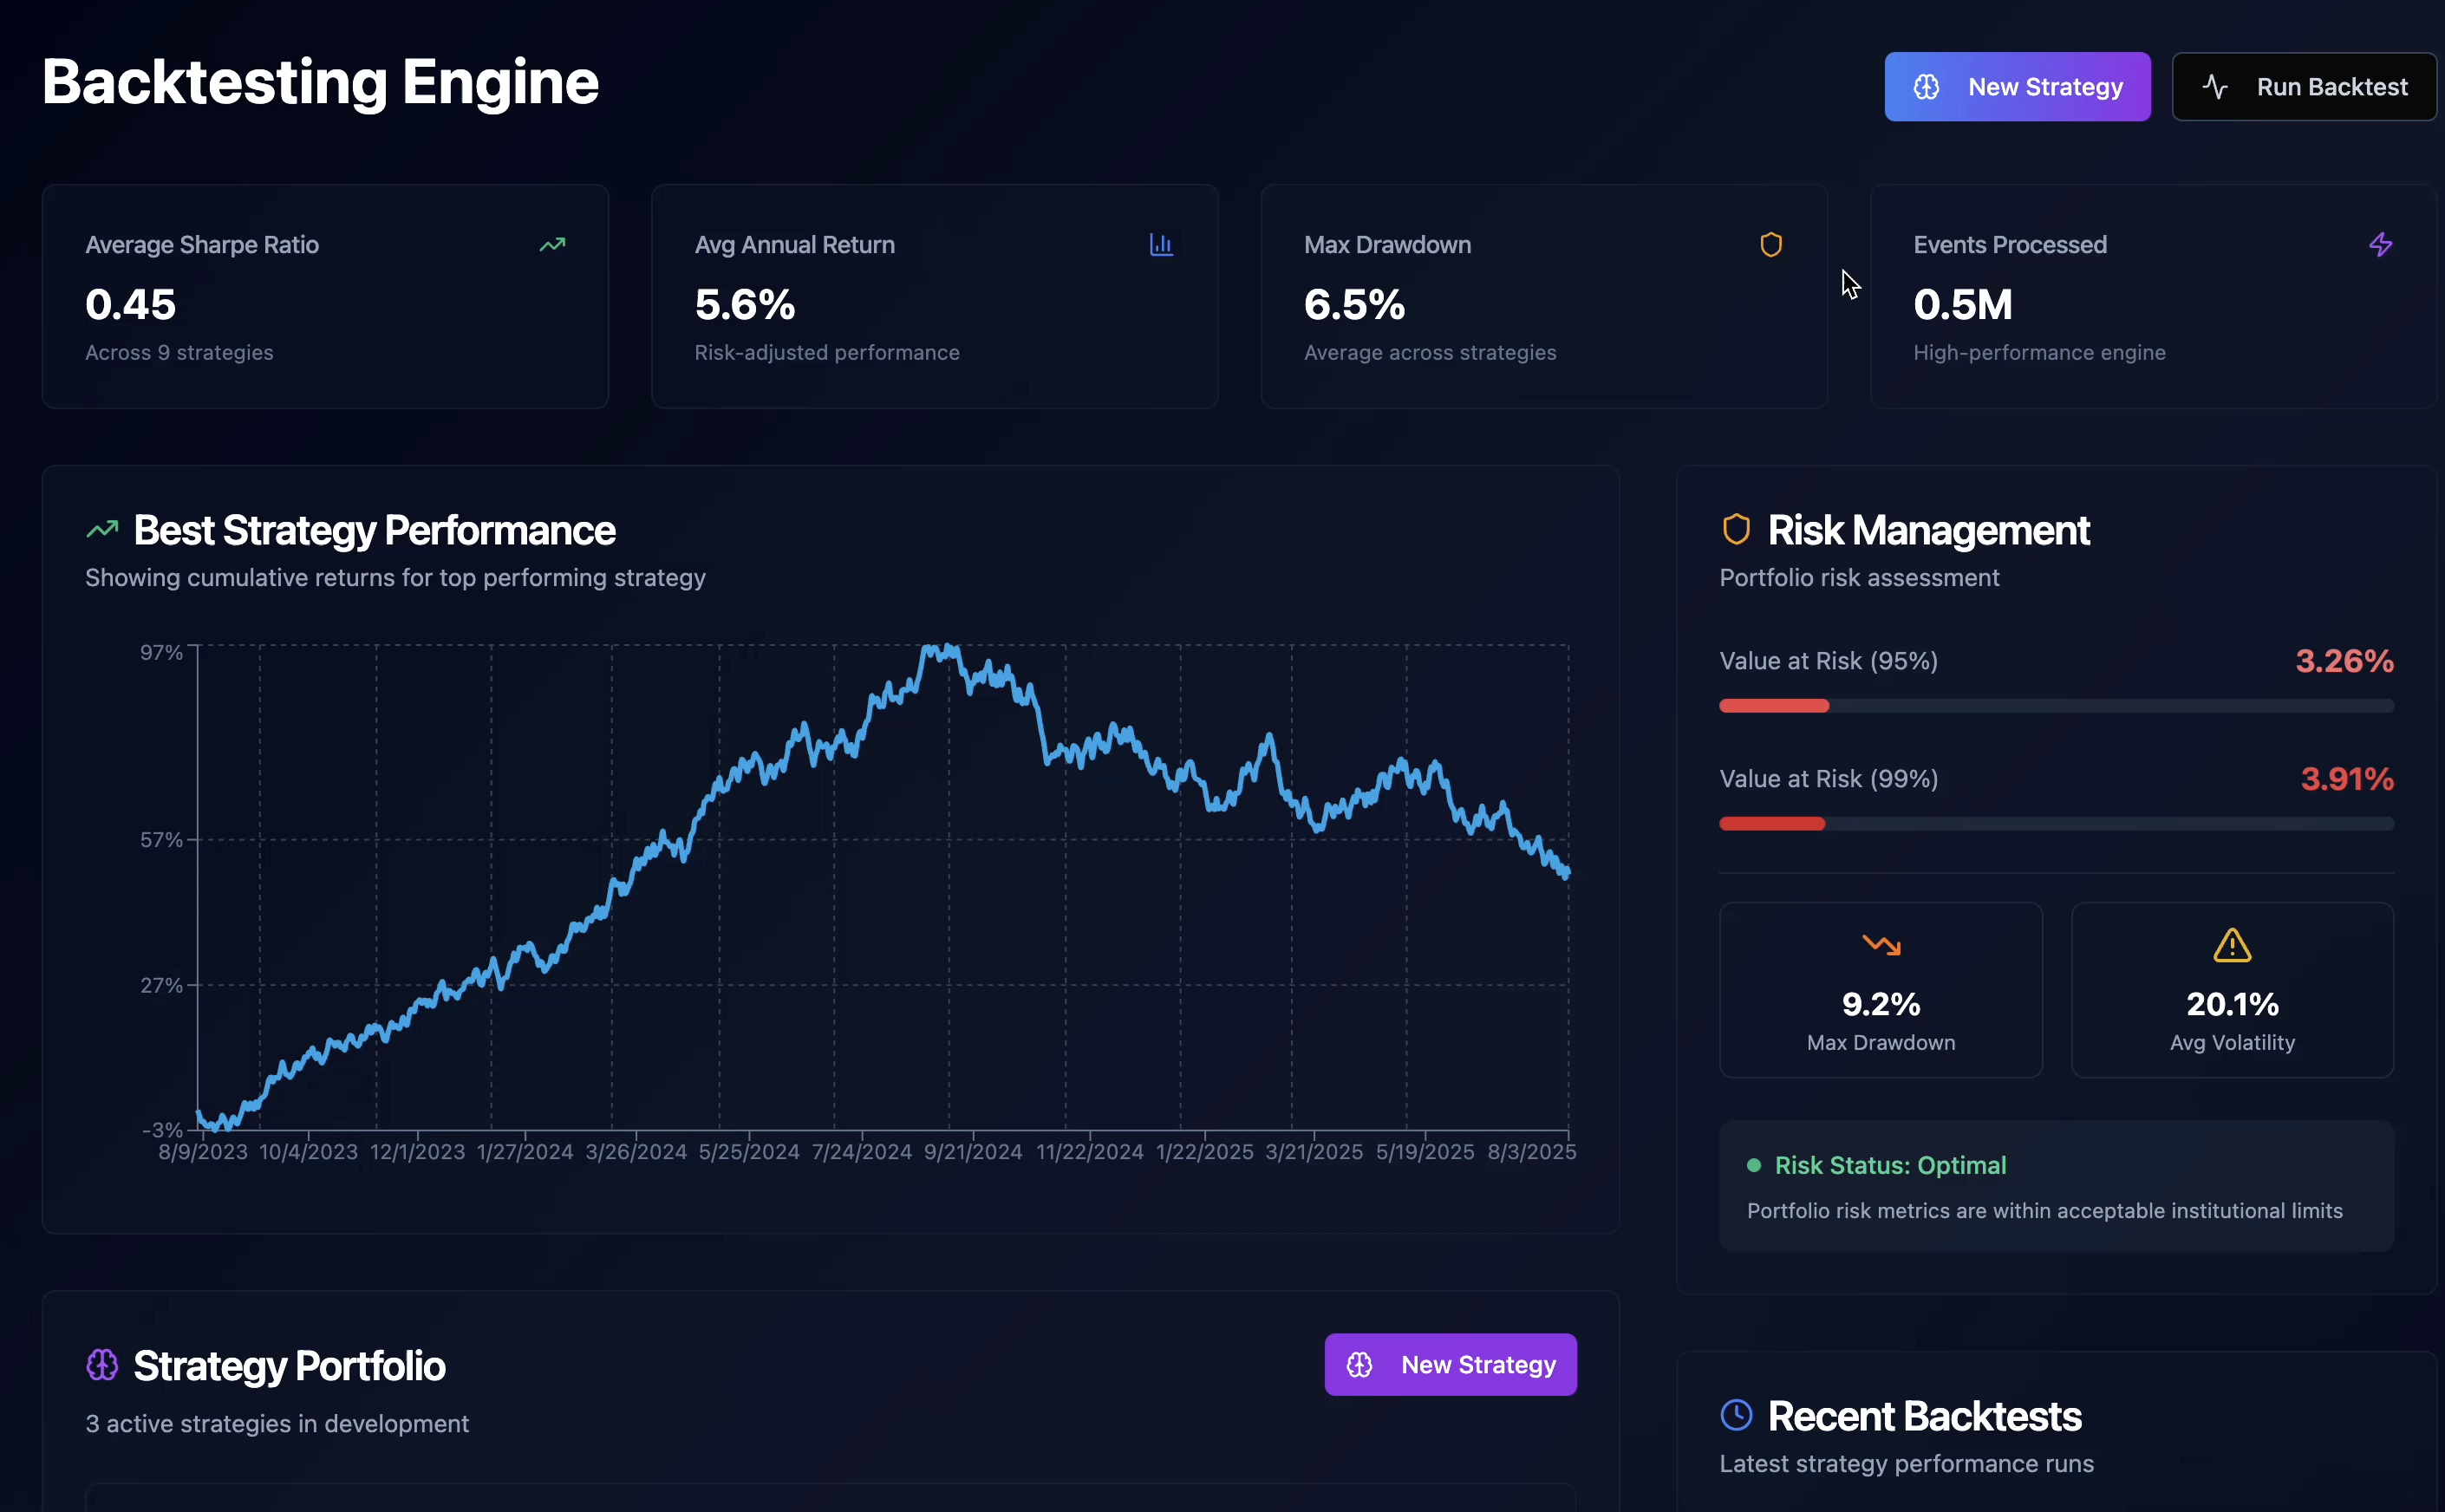 Backtesting Engine
New Strategy
Run Backtest
Average Sharpe Ratio
0.45
Across 9 strategies
Avg Annual Return
5.6%
Risk-adjusted performance
Max Drawdown
6.5%
Average across strategies
Events Processed
0.5M
High-performance engine
Best Strategy Performance
Showing cumulative returns for top performing strategy
97%
57%
27%
-3%
8/9/2023 10/4/2023 12/1/2023 1/27/2024 3/26/2024 5/25/2024 7/24/2024 9/21/2024 11/22/2024 1/22/2025 3/21/2025 5/19/2025 8/3/2025
Risk Management
Portfolio risk assessment
Value at Risk (95%) 3.26%
Value at Risk (99%) 3.91%
9.2%
Max Drawdown
20.1%
Avg Volatility
Risk Status: Optimal
Portfolio risk metrics are within acceptable institutional limits
Strategy Portfolio
New Strategy
3 active strategies in development
Recent Backtests
Latest strategy performance runs